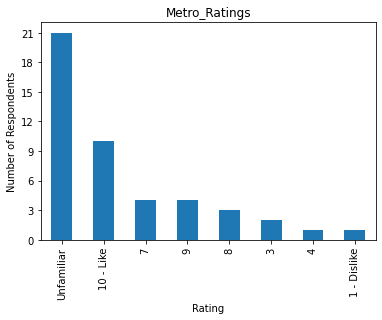 Metro_Ratings
Number of Respondents
21
18
15
12
9
6
3
0
Unfamiliar
10 - Like
7
9
8
3
4
1 - Dislike
Rating